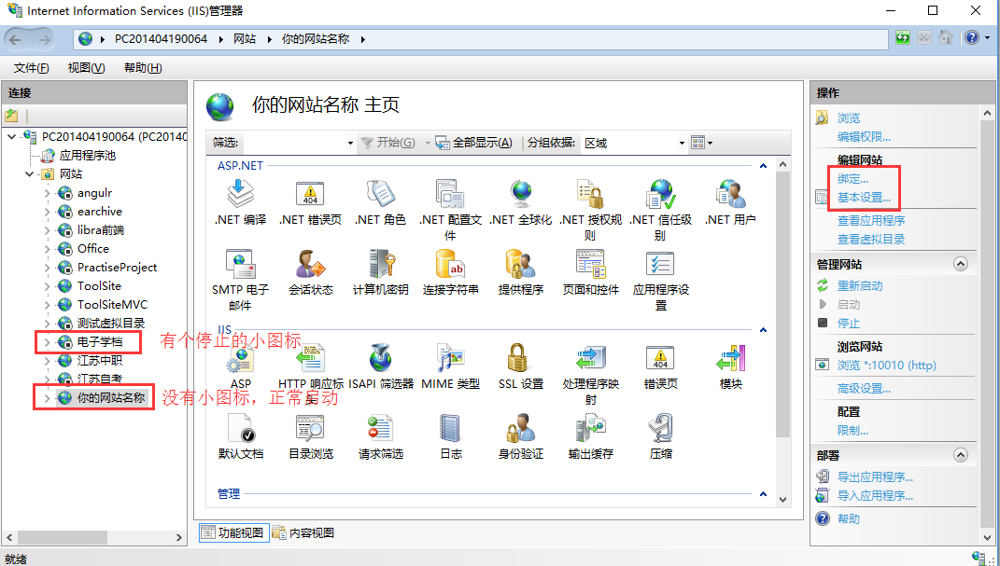 Internet Information Services (IIS)管理器
PC201404190064 网站 你的网站名称
文件(F) 视图(V) 帮助(H)
连接
PC201404190064 (PC20140
应用程序池
网站
angulr
earchive
libra前端
Office
PractiseProject
ToolSite
ToolSiteMVC
测试虚拟目录
电子学档
有个停止的小图标
江苏中职
江苏自考
你的网站名称
没有小图标，正常启动
你的网站名称 主页
筛选: 开始(G) 全部显示(A) 分组依据: 区域
ASP.NET
.NET 编译 .NET 错误页 .NET 角色 .NET 配置文 .NET 全球化 .NET 授权规 .NET 信任级 .NET 用户
件 则 别
SMTP 电子 会话状态 计算机密钥 连接字符串 提供程序 页面和控件 应用程序设
邮件 置
IIS
404
ASP HTTP 响应标 ISAPI 筛选器 MIME 类型 SSL 设置 处理程序映 错误页 模块
头 射
默认文档 目录浏览 请求筛选 日志 身份验证 输出缓存 压缩
管理
功能视图 内容视图
操作
浏览
编辑权限...
编辑网站
绑定...
基本设置...
查看应用程序
查看虚拟目录
管理网站
重新启动
启动
停止
浏览网站
浏览 *:10010 (http)
高级设置...
配置
限制...
部署
导出应用程序...
导入应用程序...
帮助
就绪